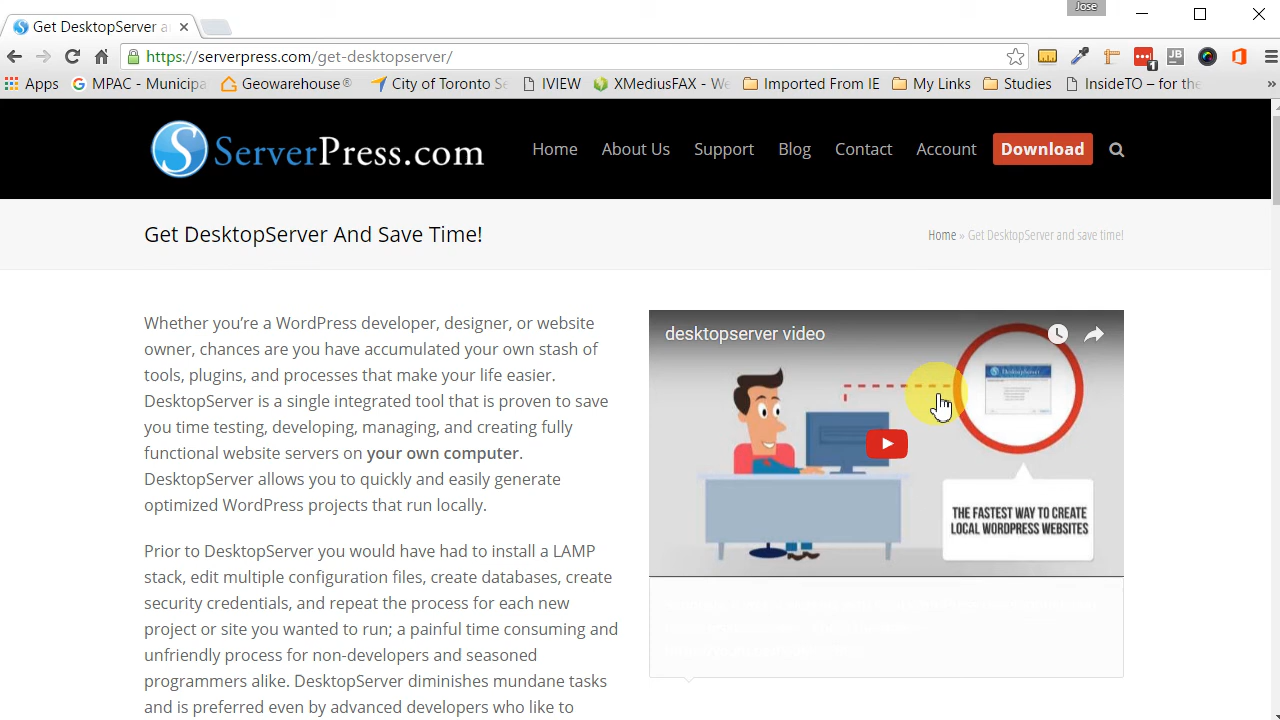 Jose
Get DesktopServer a
https://serverpress.com/get-desktopserver/
1
JB
Apps
MPAC - Municipa
Geowarehouse®
City of Toronto Se
IVIEW
XMediusFAX - We
Imported From IE
My Links
Studies
InsideTO – for the
»
S ServerPress.com
Home
About Us
Support
Blog
Contact
Account
Download
Get DesktopServer And Save Time!
Home » Get DesktopServer and save time!
Whether you’re a WordPress developer, designer, or website
owner, chances are you have accumulated your own stash of
tools, plugins, and processes that make your life easier.
DesktopServer is a single integrated tool that is proven to save
you time testing, developing, managing, and creating fully
functional website servers on your own computer.
DesktopServer allows you to quickly and easily generate
optimized WordPress projects that run locally.
Prior to DesktopServer you would have had to install a LAMP
stack, edit multiple configuration files, create databases, create
security credentials, and repeat the process for each new
project or site you wanted to run; a painful time consuming and
unfriendly process for non-developers and seasoned
programmers alike. DesktopServer diminishes mundane tasks
and is preferred even by advanced developers who like to
desktopserver video
THE FASTEST WAY TO CREATE
LOCAL WORDPRESS WEBSITES